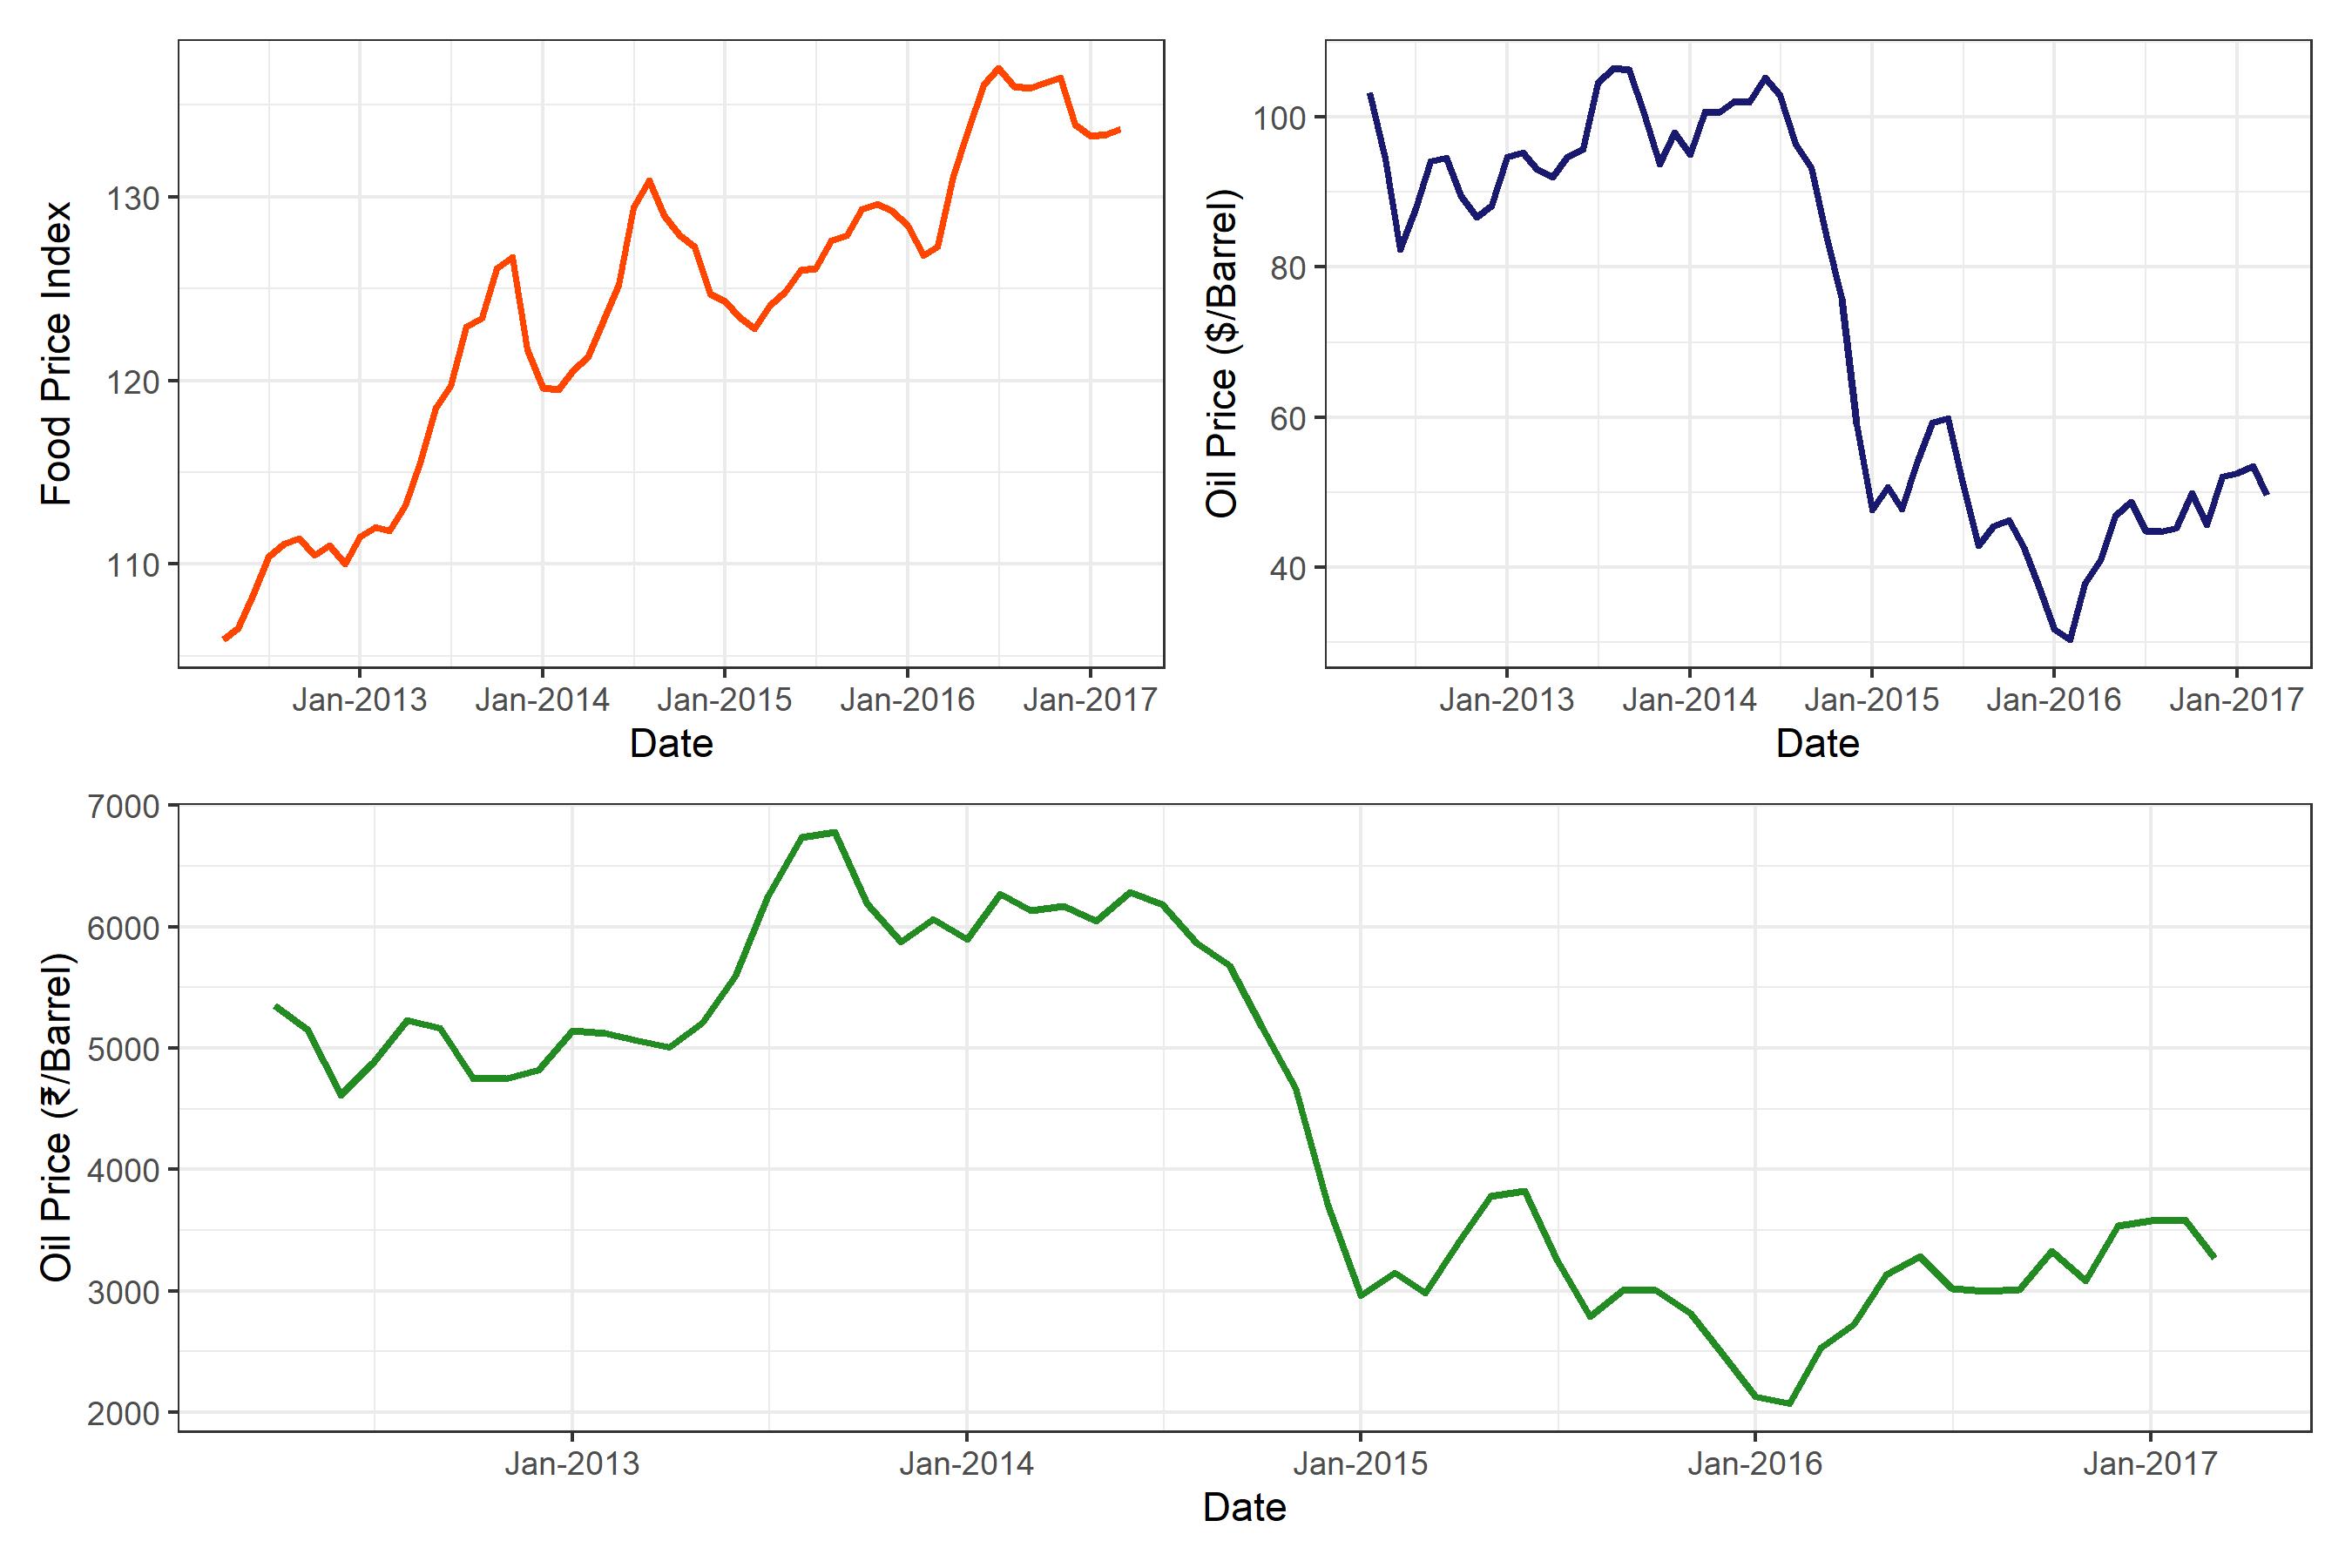 Food Price Index
130
120
110
Jan-2013 Jan-2014 Jan-2015 Jan-2016 Jan-2017
Date
Oil Price ($/Barrel)
100
80
60
40
Jan-2013 Jan-2014 Jan-2015 Jan-2016 Jan-2017
Date
Oil Price (₹/Barrel)
7000
6000
5000
4000
3000
2000
Jan-2013 Jan-2014 Jan-2015 Jan-2016 Jan-2017
Date